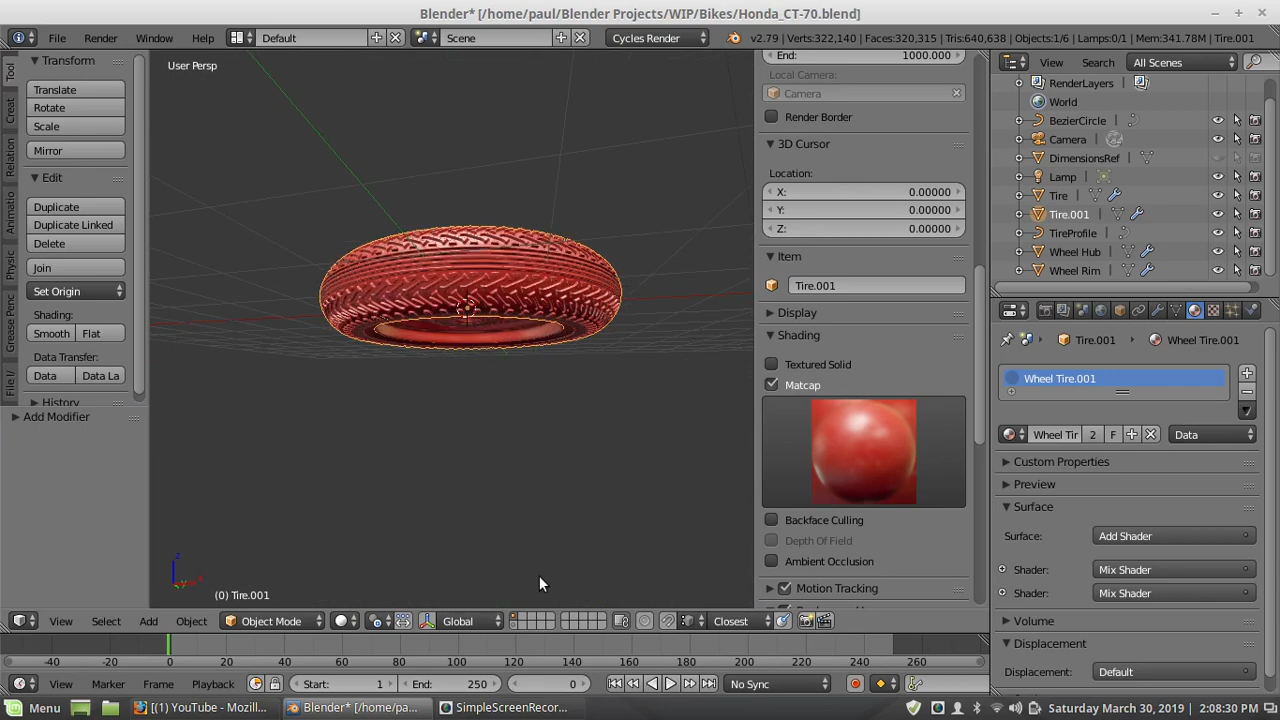 Blender* [/home/paul/Blender Projects/WIP/Bikes/Honda_CT-70.blend]
File Render Window Help Default Scene Cycles Render v2.79 | Verts:322,140 | Faces:320,315 | Tris:640,638 | Objects:1/6 | Lamps:0/1 | Mem:341.78M | Tire.001
Tool
Creat
Relation
Animatio
Physic
Grease Penc
File I/
Transform
Translate
Rotate
Scale
Mirror
Edit
Duplicate
Duplicate Linked
Delete
Join
Set Origin
Shading:
Smooth Flat
Data Transfer:
Data Data La
History
Add Modifier
User Persp
z
x
y
(0) Tire.001
End: 1000.000
Local Camera:
Camera
Render Border
3D Cursor
Location:
X: 0.00000
Y: 0.00000
Z: 0.00000
Item
Tire.001
Display
Shading
Textured Solid
Matcap
Backface Culling
Depth Of Field
Ambient Occlusion
Motion Tracking
View Search All Scenes
RenderLayers
World
BezierCircle
Camera
DimensionsRef
Lamp
Tire
Tire.001
TireProfile
Wheel Hub
Wheel Rim
Tire.001 Wheel Tire.001
Wheel Tire.001
Wheel Tir 2 F Data
Custom Properties
Preview
Surface
Surface: Add Shader
Shader: Mix Shader
Shader: Mix Shader
Volume
Displacement
Displacement: Default
View Select Add Object Object Mode Global Closest
-40 -20 0 20 40 60 80 100 120 140 160 180 200 220 240 260
View Marker Frame Playback Start: 1 End: 250 0 No Sync
Menu [(1) YouTube - Mozill... Blender* [/home/pa... SimpleScreenRecor... Saturday March 30, 2019 2:08:30 PM